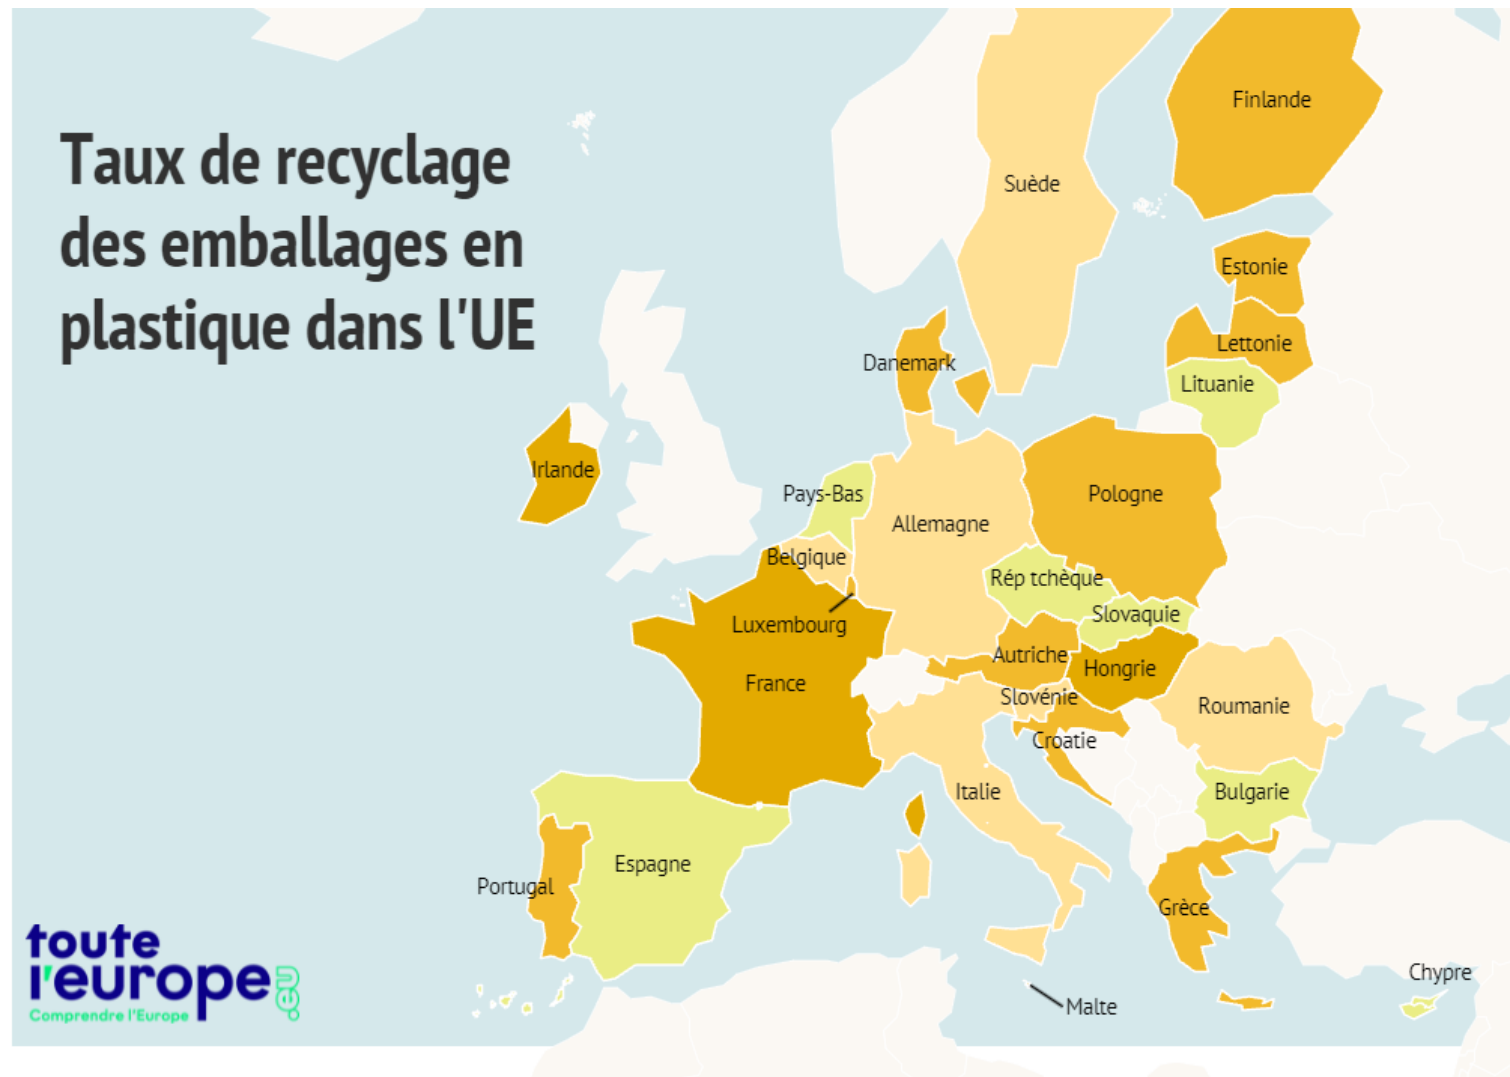 Taux de recyclage
des emballages en
plastique dans l'UE
Finlande
Suède
Estonie
Lettonie
Danemark
Lituanie
Irlande
Pays-Bas
Pologne
Allemagne
Belgique
Rép tchèque
Slovaquie
Luxembourg
Autriche
Hongrie
France
Slovénie
Roumanie
Croatie
Italie
Bulgarie
Espagne
Portugal
Grèce
Chypre
Malte
toute
l'europe.eu
Comprendre l'Europe